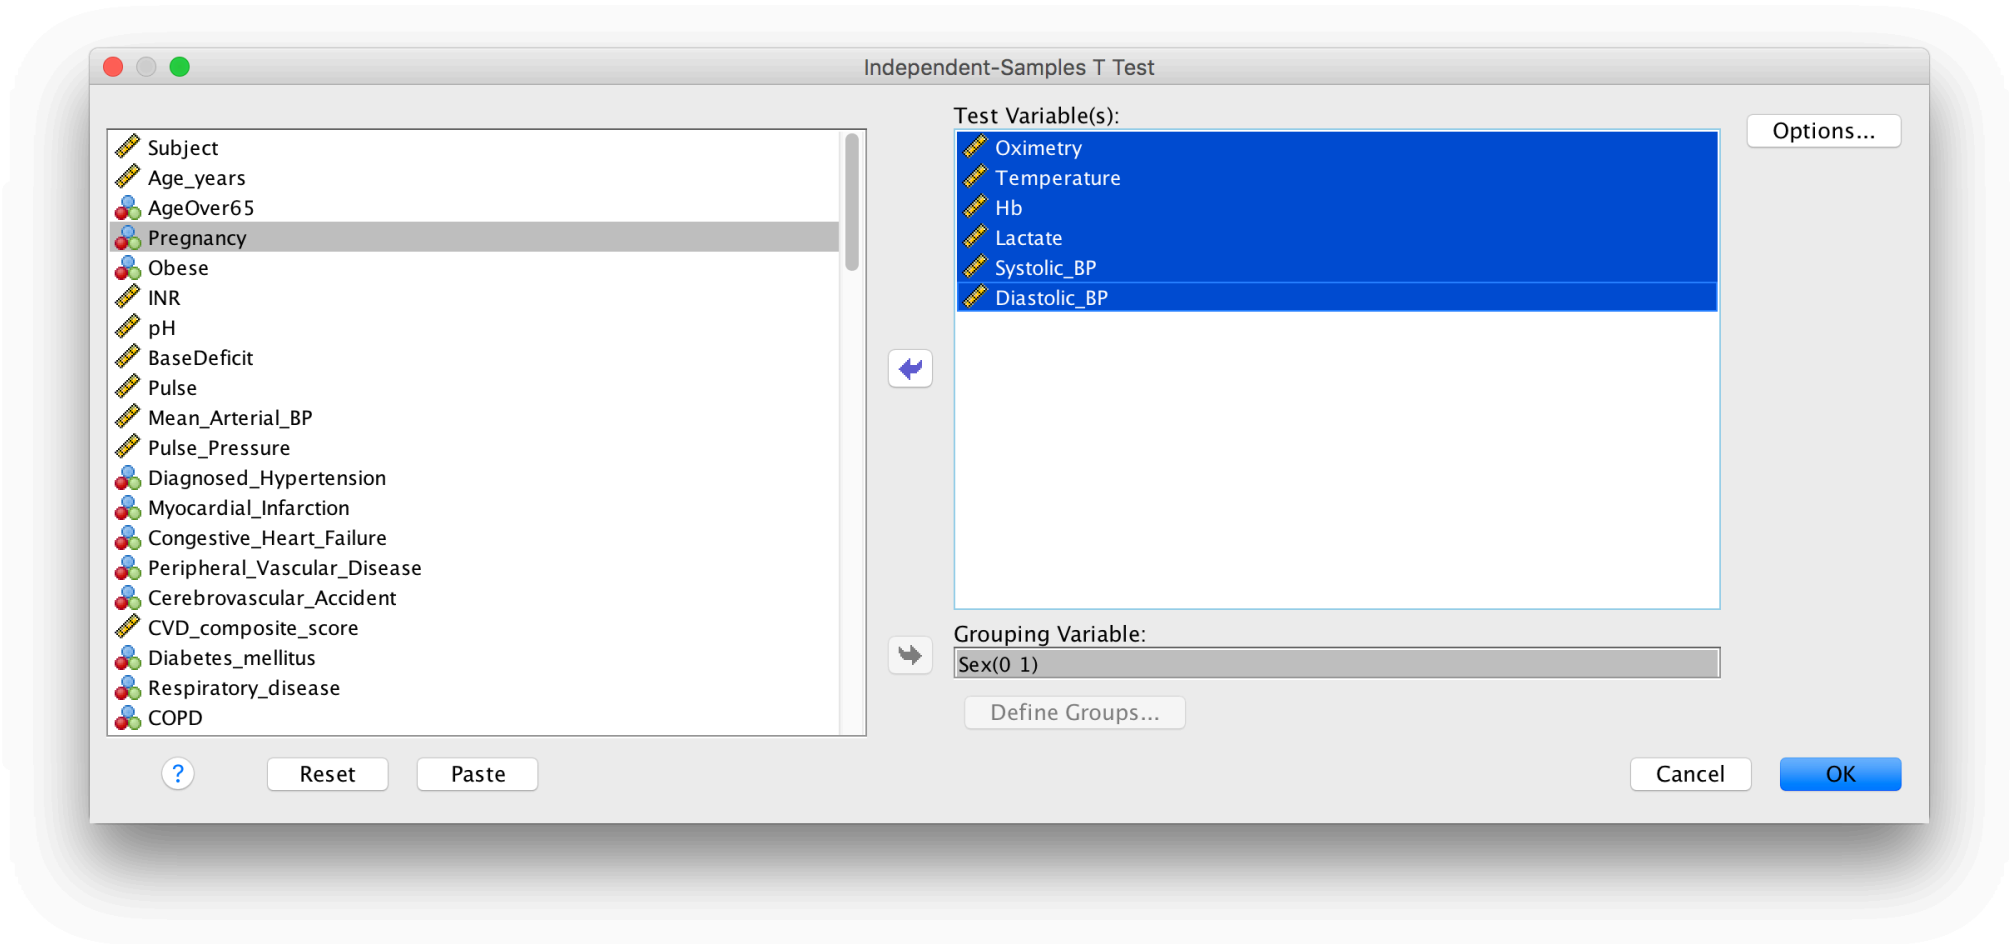 Independent-Samples T Test
Subject
Age_years
AgeOver65
Pregnancy
Obese
INR
pH
BaseDeficit
Pulse
Mean_Arterial_BP
Pulse_Pressure
Diagnosed_Hypertension
Myocardial_Infarction
Congestive_Heart_Failure
Peripheral_Vascular_Disease
Cerebrovascular_Accident
CVD_composite_score
Diabetes_mellitus
Respiratory_disease
COPD
Test Variable(s):
Oximetry
Temperature
Hb
Lactate
Systolic_BP
Diastolic_BP
Options...
Grouping Variable:
Sex(0 1)
Define Groups...
?
Reset
Paste
Cancel
OK